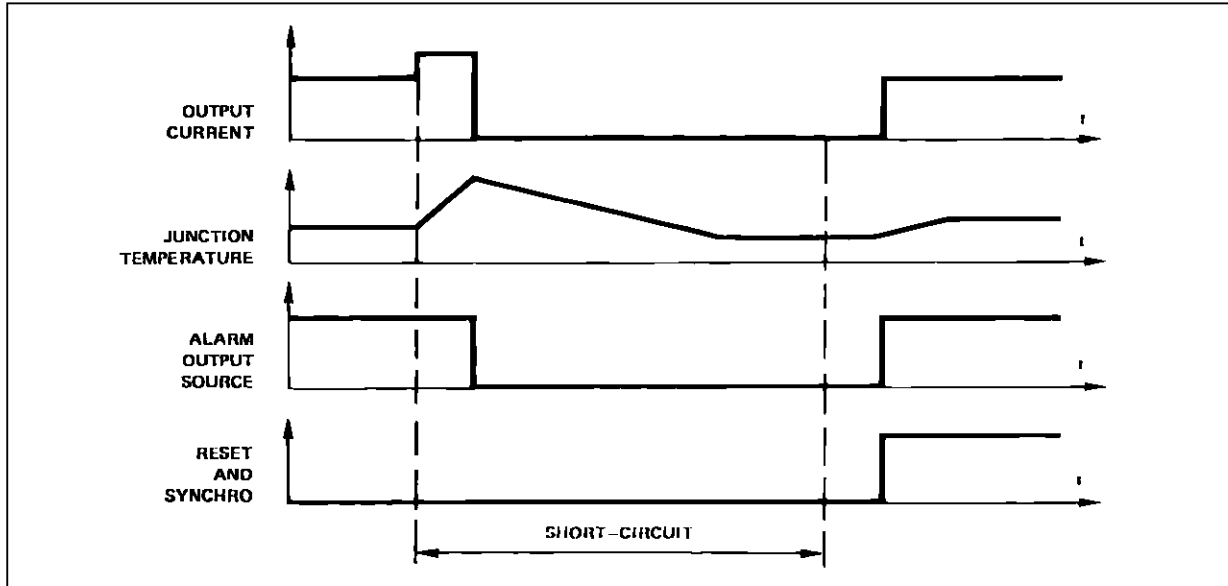 OUTPUT
CURRENT
t
JUNCTION
TEMPERATURE
t
ALARM
OUTPUT
SOURCE
t
RESET
AND
SYNCHRO
t
SHORT-CIRCUIT